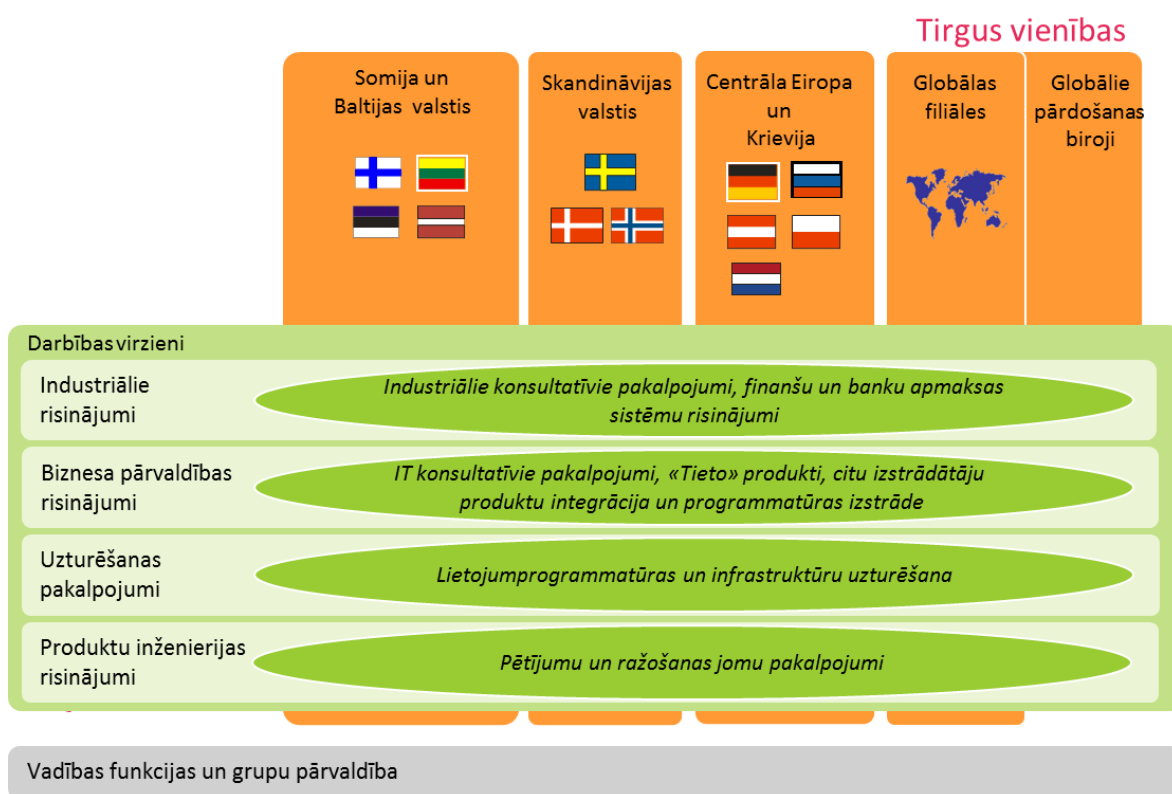 Tirgus vienības
Somija un
Baltijas valstis
Skandināvijas
valstis
Centrāla Eiropa
un
Krievija
Globālas
filiāles
Globālie
pārdošanas
biroji
Darbības virzieni
Industriālie
risinājumi
Industriālie konsultatīvie pakalpojumi, finanšu un banku apmaksas
sistēmu risinājumi
Biznesa pārvaldības
risinājumi
IT konsultatīvie pakalpojumi, «Tieto» produkti, citu izstrādātāju
produktu integrācija un programmatūras izstrāde
Uzturēšanas
pakalpojumi
Lietojumprogrammatūras un infrastruktūru uzturēšana
Produktu inženierijas
risinājumi
Pētījumu un ražošanas jomu pakalpojumi
Vadības funkcijas un grupu pārvaldība